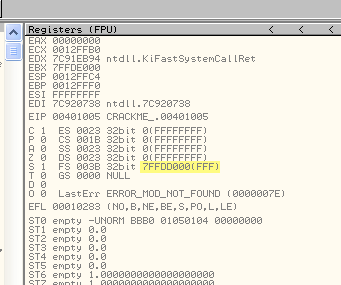 Registers (FPU) < < <
EAX 00000000
ECX 0012FFB0
EDX 7C91EB94 ntdll.KiFastSystemCallRet
EBX 7FFDE000
ESP 0012FFC4
EBP 0012FFF0
ESI FFFFFFFF
EDI 7C920738 ntdll.7C920738
EIP 00401005 CRACKME_.00401005
C 1 ES 0023 32bit 0(FFFFFFFF)
P 0 CS 001B 32bit 0(FFFFFFFF)
A 0 SS 0023 32bit 0(FFFFFFFF)
Z 0 DS 0023 32bit 0(FFFFFFFF)
S 1 FS 003B 32bit 7FFDD000(FFF)
T 0 GS 0000 NULL
D 0
O 0 LastErr ERROR_MOD_NOT_FOUND (0000007E)
EFL 00010283 (NO,B,NE,BE,S,PO,L,LE)
ST0 empty -UNORM BBB0 01050104 00000000
ST1 empty 0.0
ST2 empty 0.0
ST3 empty 0.0
ST4 empty 0.0
ST5 empty 0.0
ST6 empty 1.0000000000000000000